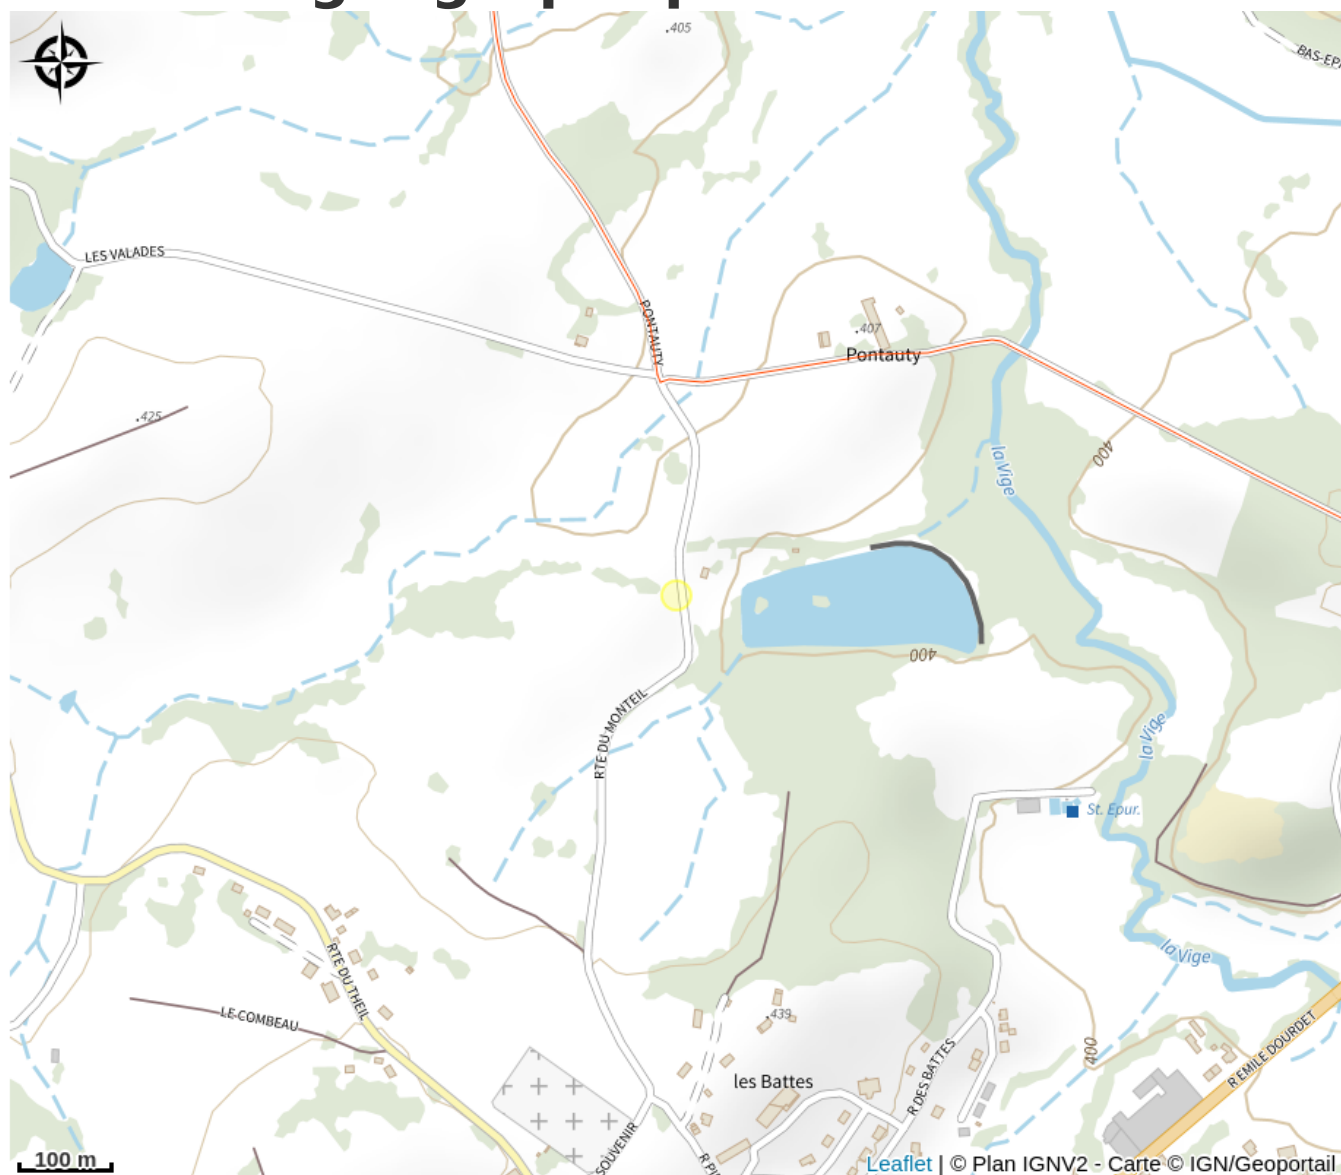 .405
BAS-EP
LES VALADES
PONTAUTY
.407
Pontauty
.425
400
la Vige
400
RTE DU MONTEIL
la Vige
St. Epur.
la Vige
RTE DU THEIL
LE COMBEAU
.439
400
R EMILE DOURDET
les Battes
R DES BATTES
SOUVENIR
100 m
Leaflet | © Plan IGNV2 - Carte © IGN/Geoportail